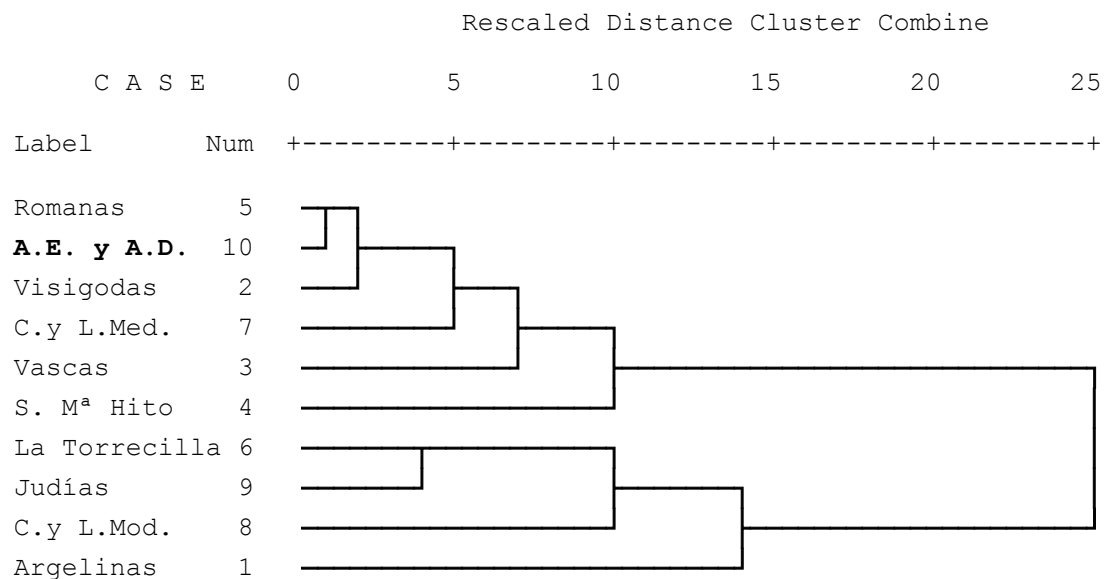 Rescaled Distance Cluster Combine
C A S E 0 5 10 15 20 25
Label Num +---------+---------+---------+---------+---------+
Romanas 5
A.E. y A.D. 10
Visigodas 2
C.y L.Med. 7
Vascas 3
S. Mª Hito 4
La Torrecilla 6
Judías 9
C.y L.Mod. 8
Argelinas 1